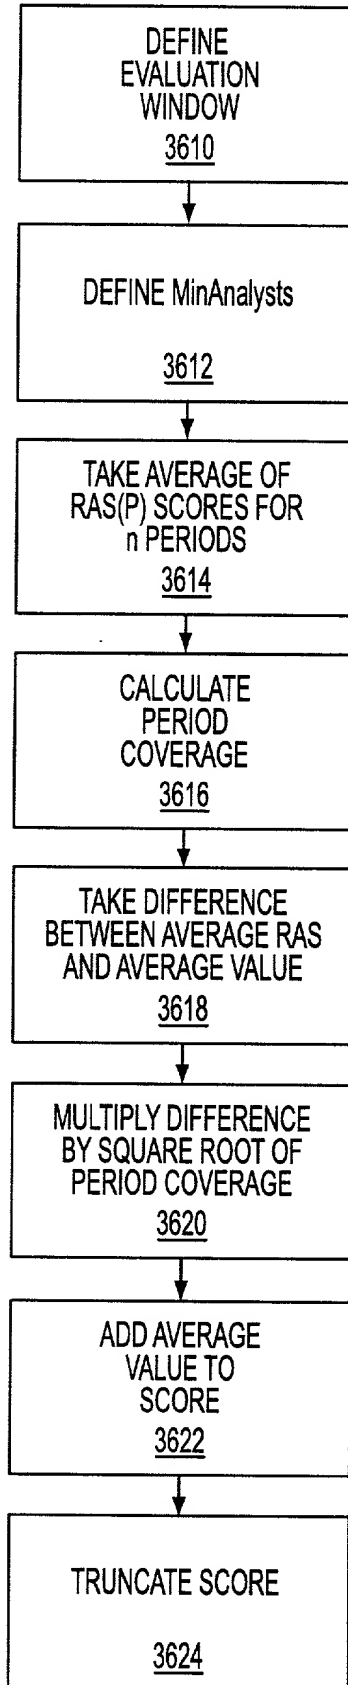 DEFINE
EVALUATION
WINDOW
3610
DEFINE MinAnalysts
3612
TAKE AVERAGE OF
RAS(P) SCORES FOR
n PERIODS
3614
CALCULATE
PERIOD
COVERAGE
3616
TAKE DIFFERENCE
BETWEEN AVERAGE RAS
AND AVERAGE VALUE
3618
MULTIPLY DIFFERENCE
BY SQUARE ROOT OF
PERIOD COVERAGE
3620
ADD AVERAGE
VALUE TO
SCORE
3622
TRUNCATE SCORE
3624